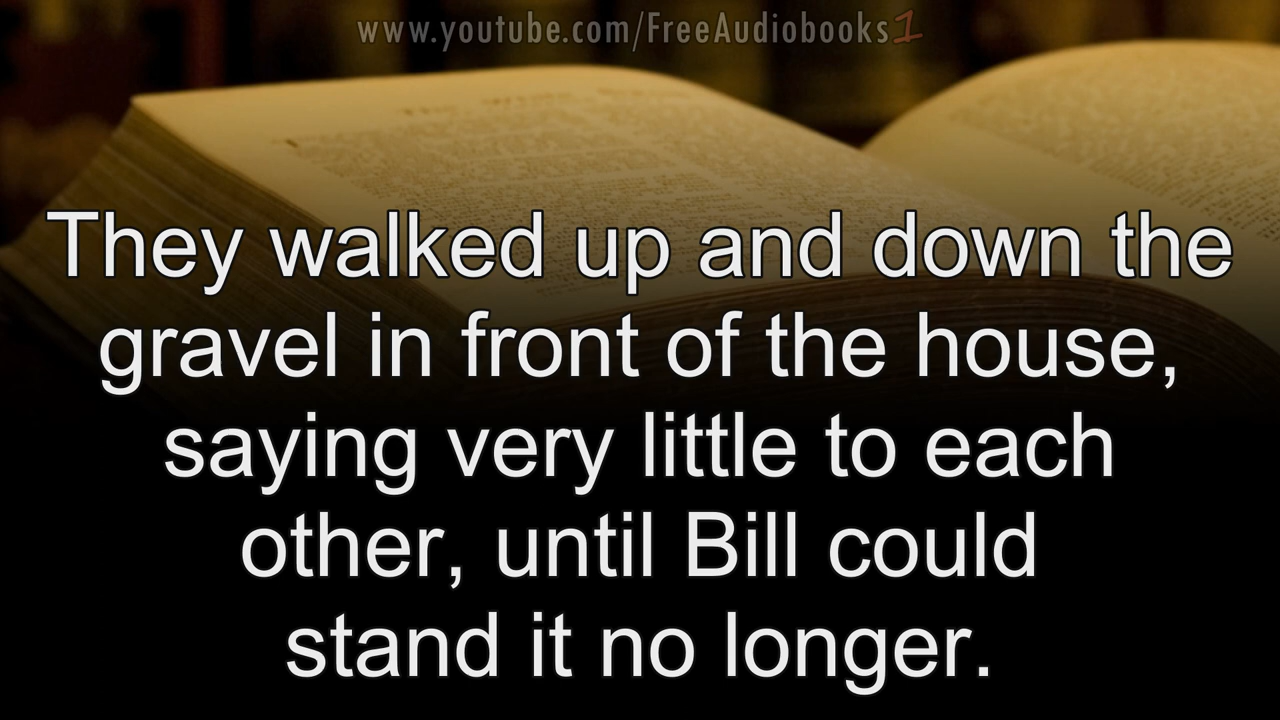 www.youtube.com/FreeAudiobooks1
They walked up and down the
gravel in front of the house,
saying very little to each
other, until Bill could
stand it no longer.